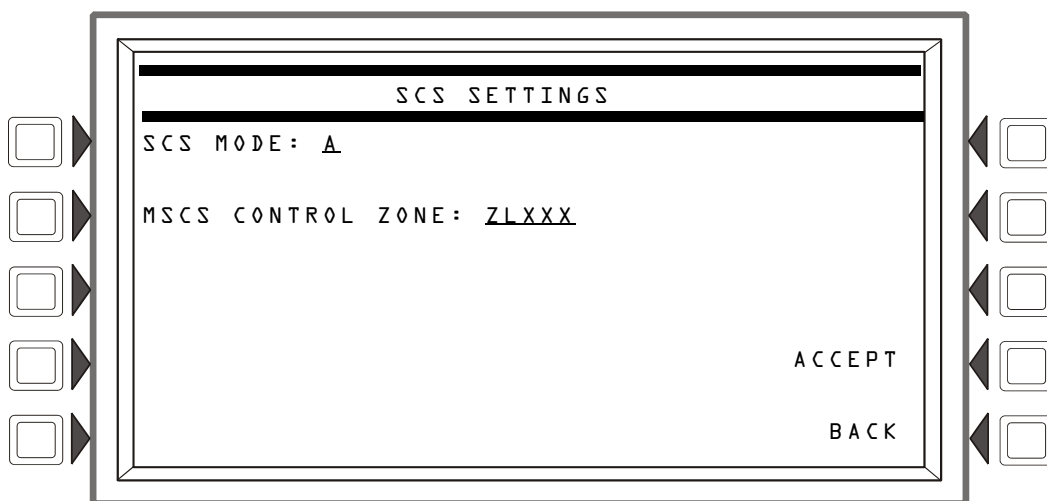 SCS SETTINGS
SCS MODE: A
MSCS CONTROL ZONE: ZLXXX
ACCEPT
BACK